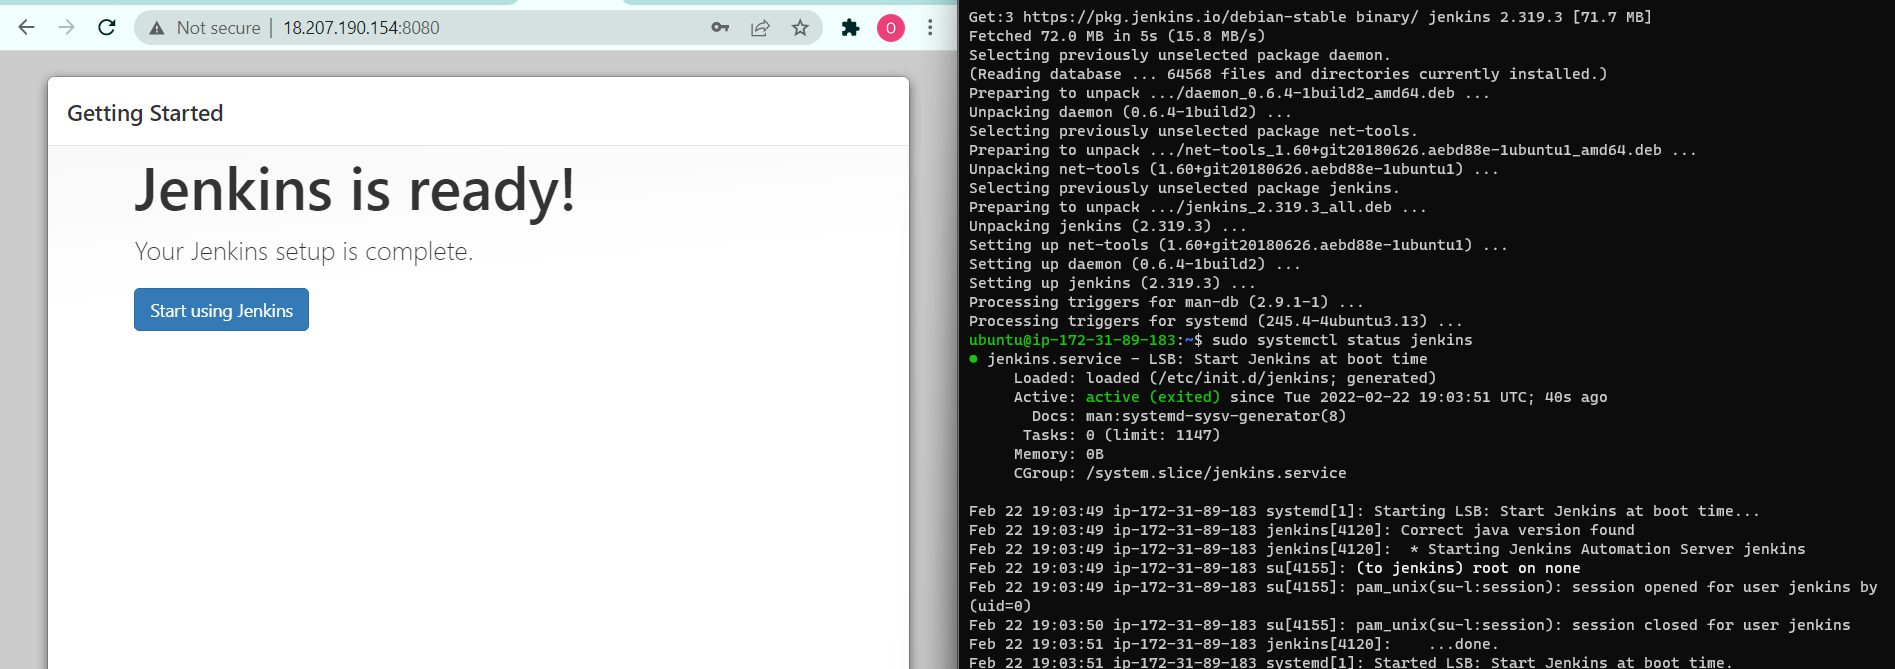 Not secure | 18.207.190.154:8080
O
Getting Started
Jenkins is ready!
Your Jenkins setup is complete.
Start using Jenkins
Get:3 https://pkg.jenkins.io/debian-stable binary/ jenkins 2.319.3 [71.7 MB]
Fetched 72.0 MB in 5s (15.8 MB/s)
Selecting previously unselected package daemon.
(Reading database ... 64568 files and directories currently installed.)
Preparing to unpack .../daemon_0.6.4-1build2_amd64.deb ...
Unpacking daemon (0.6.4-1build2) ...
Selecting previously unselected package net-tools.
Preparing to unpack .../net-tools_1.60+git20180626.aebd88e-1ubuntu1_amd64.deb ...
Unpacking net-tools (1.60+git20180626.aebd88e-1ubuntu1) ...
Selecting previously unselected package jenkins.
Preparing to unpack .../jenkins_2.319.3_all.deb ...
Unpacking jenkins (2.319.3) ...
Setting up net-tools (1.60+git20180626.aebd88e-1ubuntu1) ...
Setting up daemon (0.6.4-1build2) ...
Setting up jenkins (2.319.3) ...
Processing triggers for man-db (2.9.1-1) ...
Processing triggers for systemd (245.4-4ubuntu3.13) ...
ubuntu@ip-172-31-89-183:~$ sudo systemctl status jenkins
● jenkins.service - LSB: Start Jenkins at boot time
Loaded: loaded (/etc/init.d/jenkins; generated)
Active: active (exited) since Tue 2022-02-22 19:03:51 UTC; 40s ago
Docs: man:systemd-sysv-generator(8)
Tasks: 0 (limit: 1147)
Memory: 0B
CGroup: /system.slice/jenkins.service
Feb 22 19:03:49 ip-172-31-89-183 systemd[1]: Starting LSB: Start Jenkins at boot time...
Feb 22 19:03:49 ip-172-31-89-183 jenkins[4120]: Correct java version found
Feb 22 19:03:49 ip-172-31-89-183 jenkins[4120]:  * Starting Jenkins Automation Server jenkins
Feb 22 19:03:49 ip-172-31-89-183 su[4155]: (to jenkins) root on none
Feb 22 19:03:49 ip-172-31-89-183 su[4155]: pam_unix(su-l:session): session opened for user jenkins by
(uid=0)
Feb 22 19:03:50 ip-172-31-89-183 su[4155]: pam_unix(su-l:session): session closed for user jenkins
Feb 22 19:03:51 ip-172-31-89-183 jenkins[4120]:    ...done.
Feb 22 19:03:51 ip-172-31-89-183 systemd[1]: Started LSB: Start Jenkins at boot time.